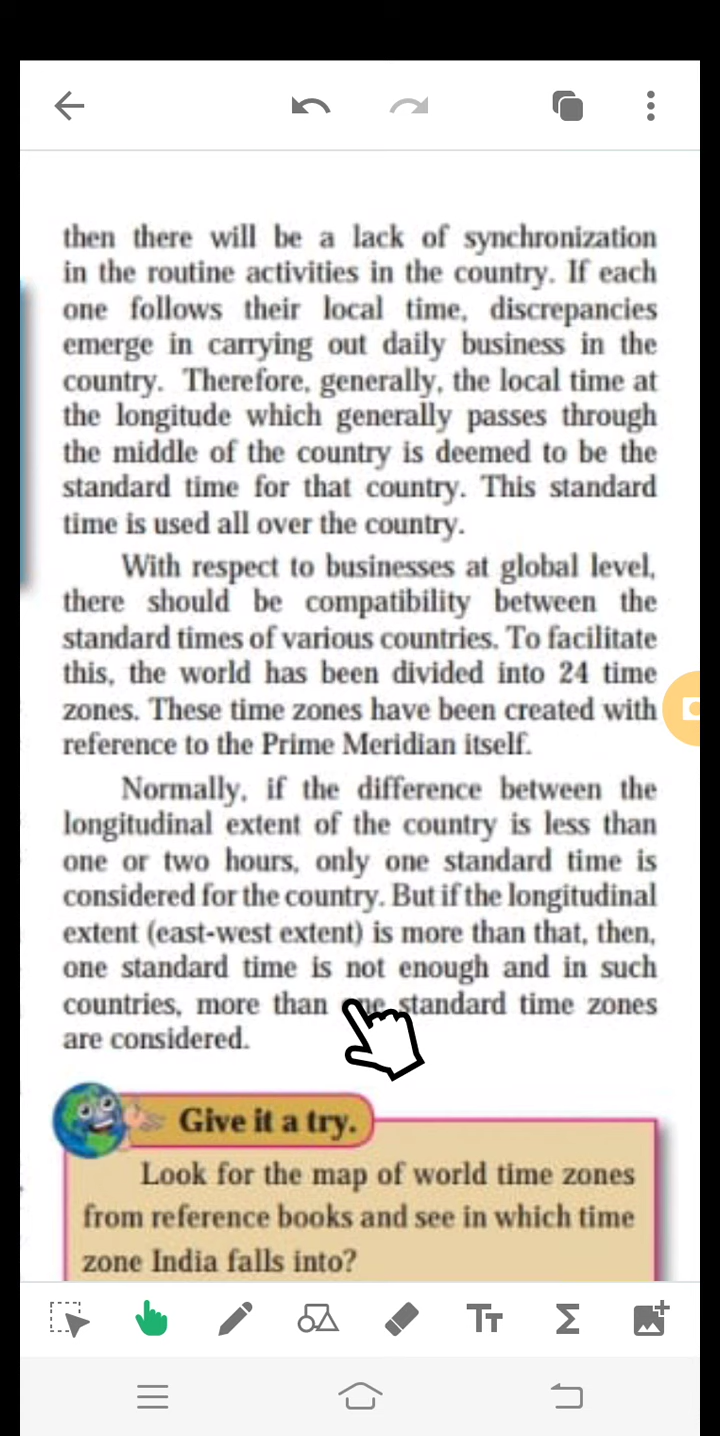 then there will be a lack of synchronization
in the routine activities in the country. If each
one follows their local time, discrepancies
emerge in carrying out daily business in the
country. Therefore, generally, the local time at
the longitude which generally passes through
the middle of the country is deemed to be the
standard time for that country. This standard
time is used all over the country.
With respect to businesses at global level,
there should be compatibility between the
standard times of various countries. To facilitate
this, the world has been divided into 24 time
zones. These time zones have been created with
reference to the Prime Meridian itself.
Normally, if the difference between the
longitudinal extent of the country is less than
one or two hours, only one standard time is
considered for the country. But if the longitudinal
extent (east-west extent) is more than that, then,
one standard time is not enough and in such
countries, more than one standard time zones
are considered.
Give it a try.
Look for the map of world time zones
from reference books and see in which time
zone India falls into?
TT
Σ